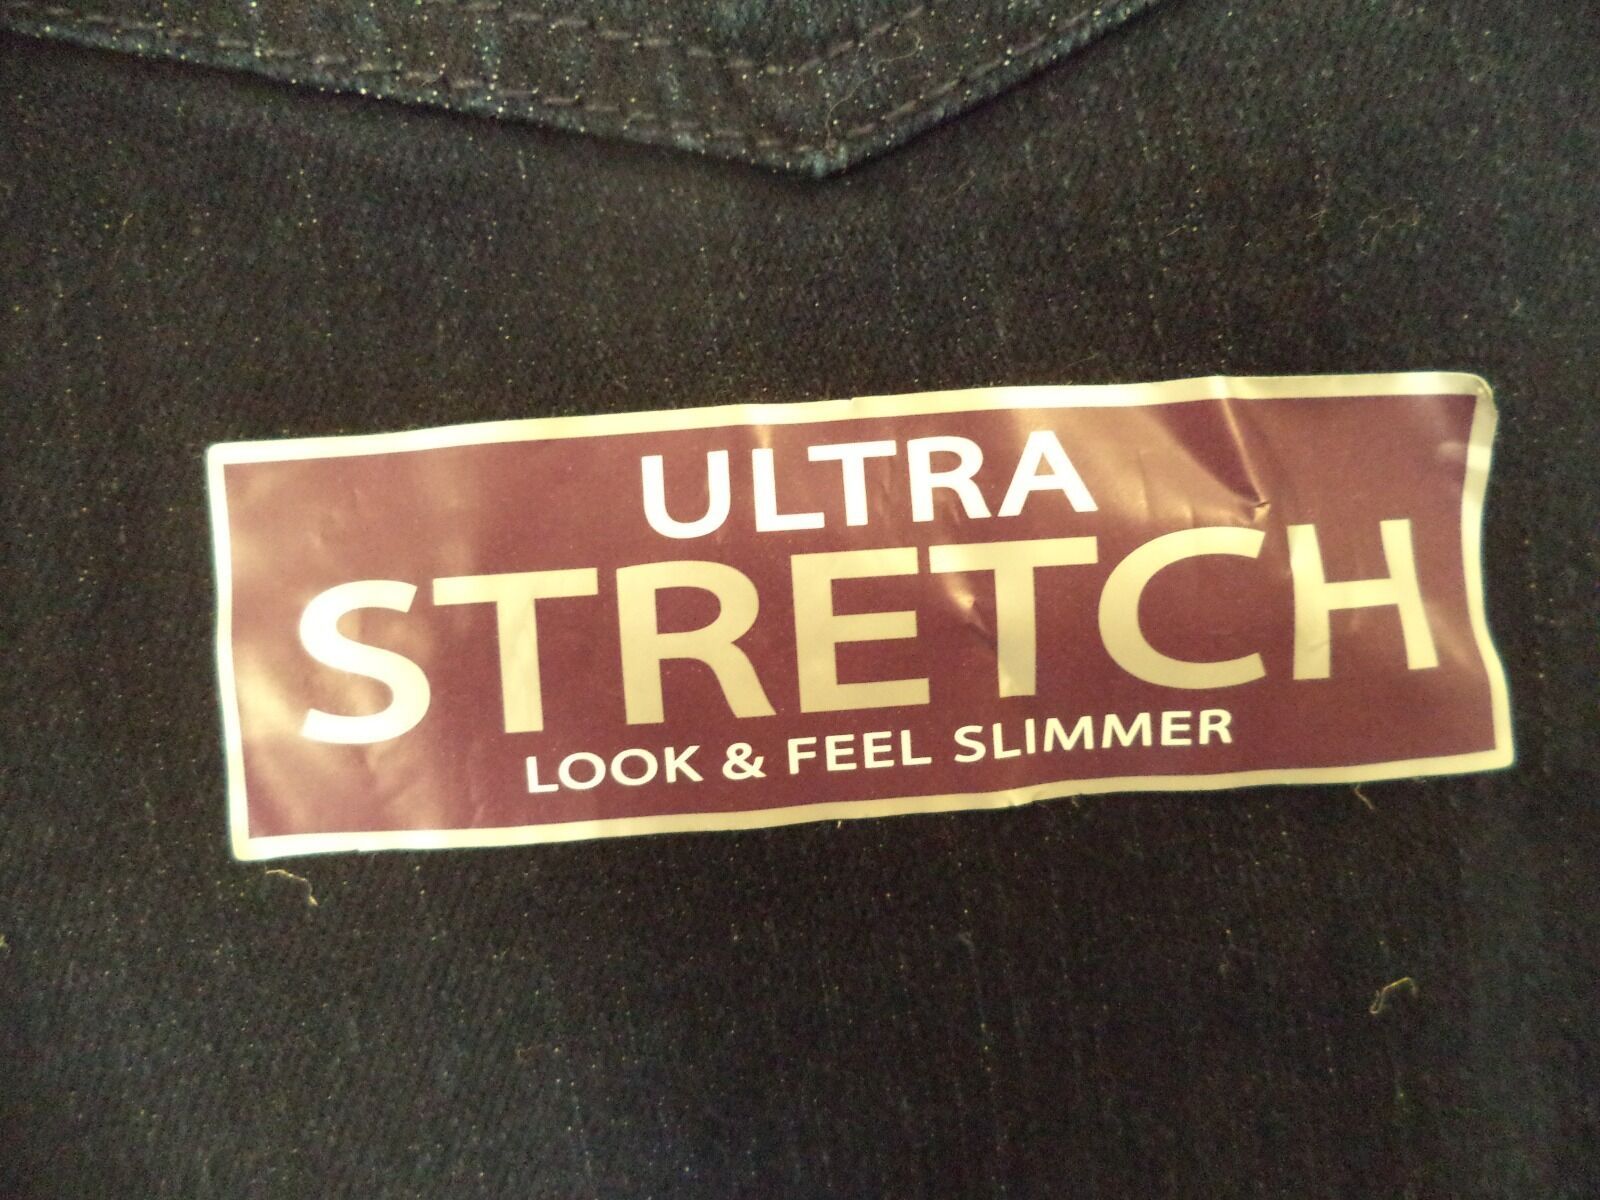 ULTRA
STRETCH
LOOK & FEEL SLIMMER